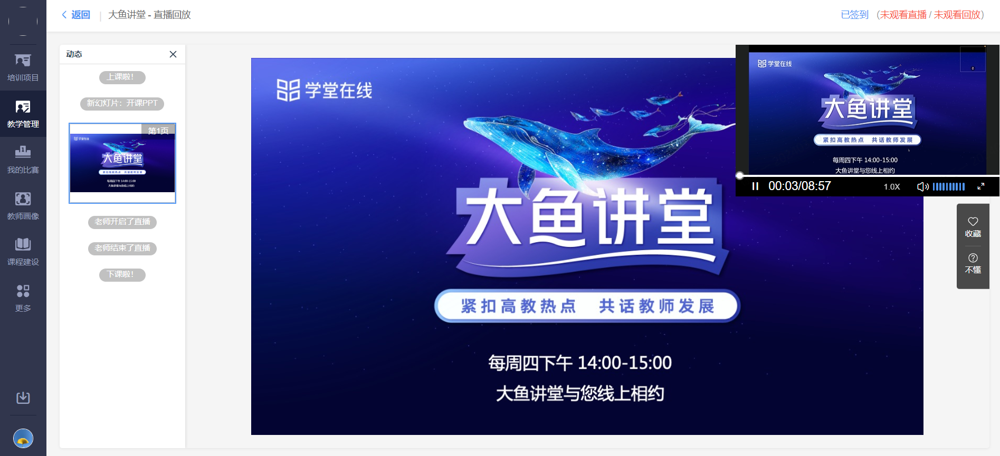 返回
大鱼讲堂 - 直播回放
已签到 （未观看直播 / 未观看回放）
培训项目
教学管理
我的比赛
教师画像
课程建设
更多
动态
上课啦！
新幻灯片：开课PPT
第1页
学堂在线
大鱼讲堂
紧扣高教热点 共话教师发展
每周四下午 14:00-15:00
大鱼讲堂与您线上相约
老师开启了直播
老师结束了直播
下课啦！
学堂在线
大鱼讲堂
紧扣高教热点 共话教师发展
每周四下午 14:00-15:00
大鱼讲堂与您线上相约
学堂在线
大鱼讲堂
紧扣高教热点 共话教师发展
每周四下午 14:00-15:00
大鱼讲堂与您线上相约
00:03/08:57
1.0X
收藏
不懂